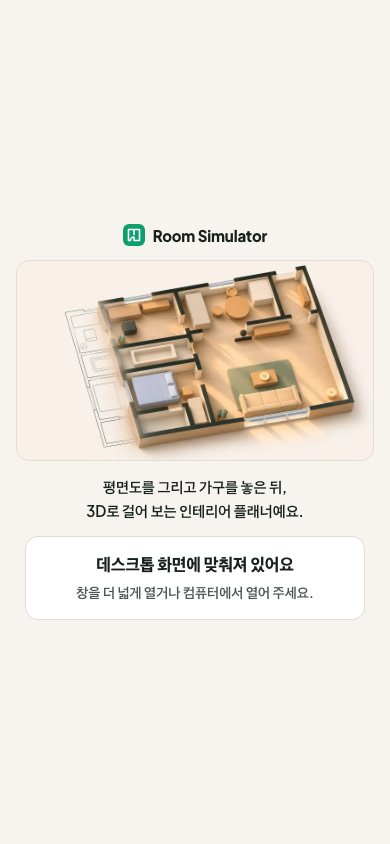 Room Simulator
평면도를 그리고 가구를 놓은 뒤,
3D로 걸어 보는 인테리어 플래너예요.
데스크톱 화면에 맞춰져 있어요
창을 더 넓게 열거나 컴퓨터에서 열어 주세요.